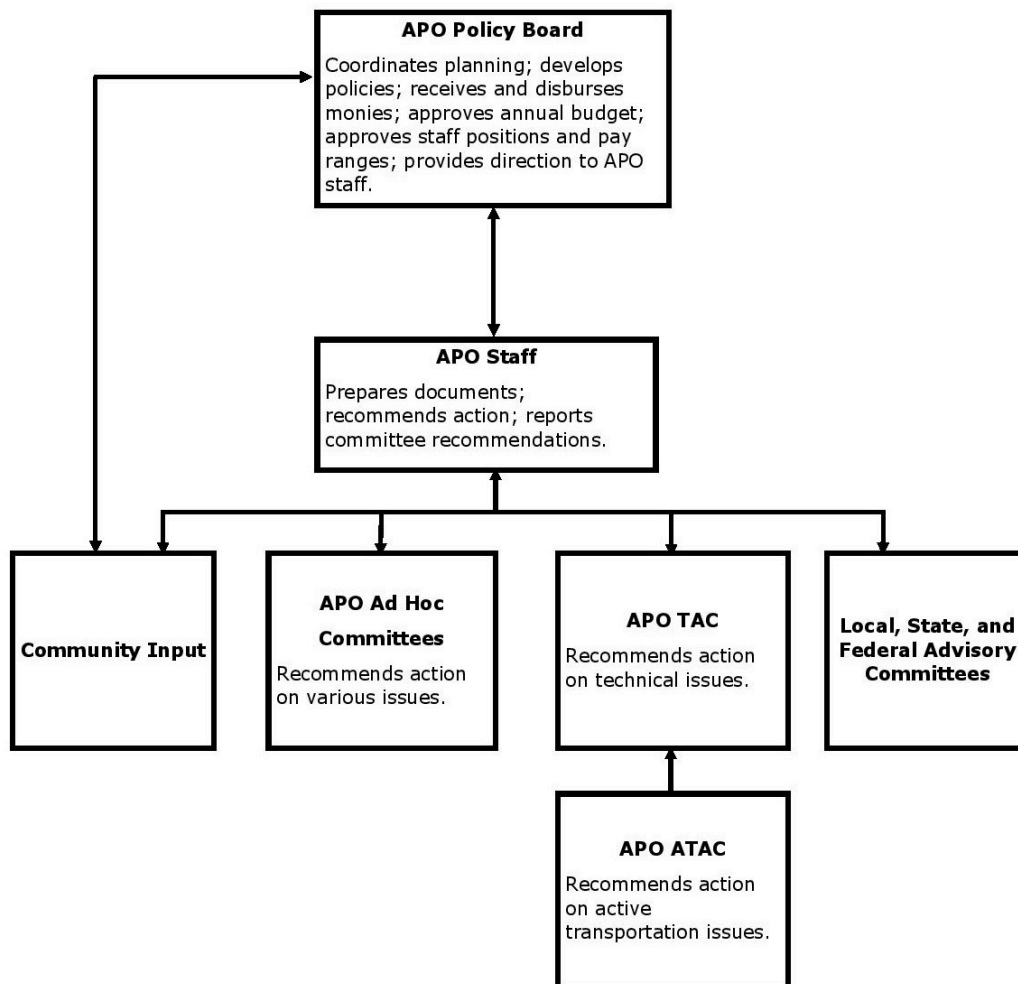 APO Policy Board
Coordinates planning; develops
policies; receives and disburses
monies; approves annual budget;
approves staff positions and pay
ranges; provides direction to APO
staff.
APO Staff
Prepares documents;
recommends action; reports
committee recommendations.
Community Input
APO Ad Hoc
Committees
Recommends action
on various issues.
APO TAC
Recommends action
on technical issues.
Local, State, and
Federal Advisory
Committees
APO ATAC
Recommends action
on active
transportation issues.